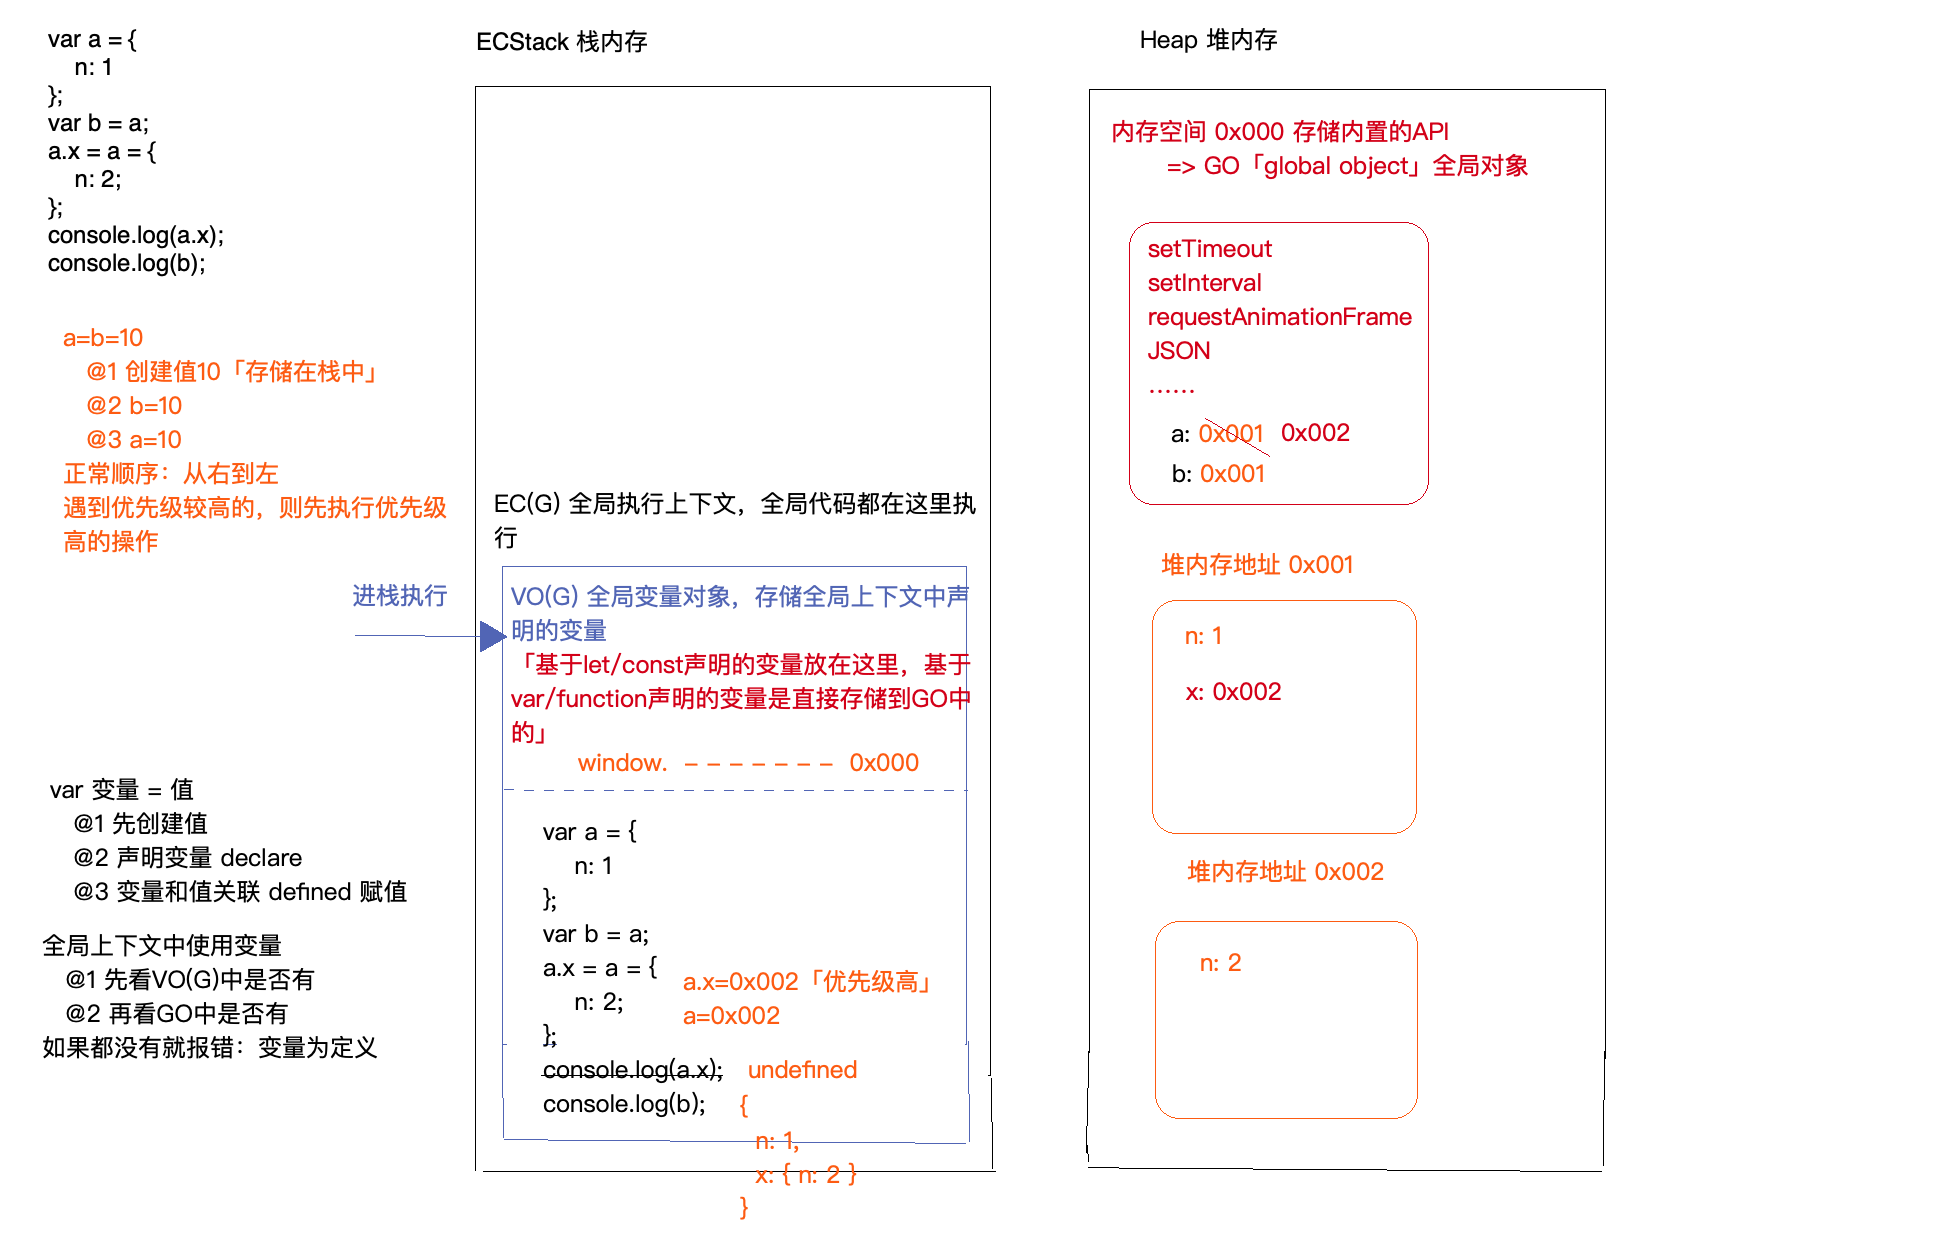 var a = {
n: 1
};
var b = a;
a.x = a = {
n: 2;
};
console.log(a.x);
console.log(b);
a=b=10
@1 创建值10「存储在栈中」
@2 b=10
@3 a=10
正常顺序：从右到左
遇到优先级较高的，则先执行优先级
高的操作
进栈执行
var 变量 = 值
@1 先创建值
@2 声明变量 declare
@3 变量和值关联 defined 赋值
全局上下文中使用变量
@1 先看VO(G)中是否有
@2 再看GO中是否有
如果都没有就报错：变量为定义
ECStack 栈内存
EC(G) 全局执行上下文，全局代码都在这里执
行
VO(G) 全局变量对象，存储全局上下文中声
明的变量
「基于let/const声明的变量放在这里，基于
var/function声明的变量是直接存储到GO中
的」
window. - - - - - - - 0x000
var a = {
n: 1
};
var b = a;
a.x = a = {
n: 2;
};
a.x=0x002「优先级高」
a=0x002
console.log(a.x); undefined
console.log(b); {
n: 1,
x: { n: 2 }
}
Heap 堆内存
内存空间 0x000 存储内置的API
=> GO「global object」全局对象
setTimeout
setInterval
requestAnimationFrame
JSON
……
a: 0x001 0x002
b: 0x001
堆内存地址 0x001
n: 1
x: 0x002
堆内存地址 0x002
n: 2